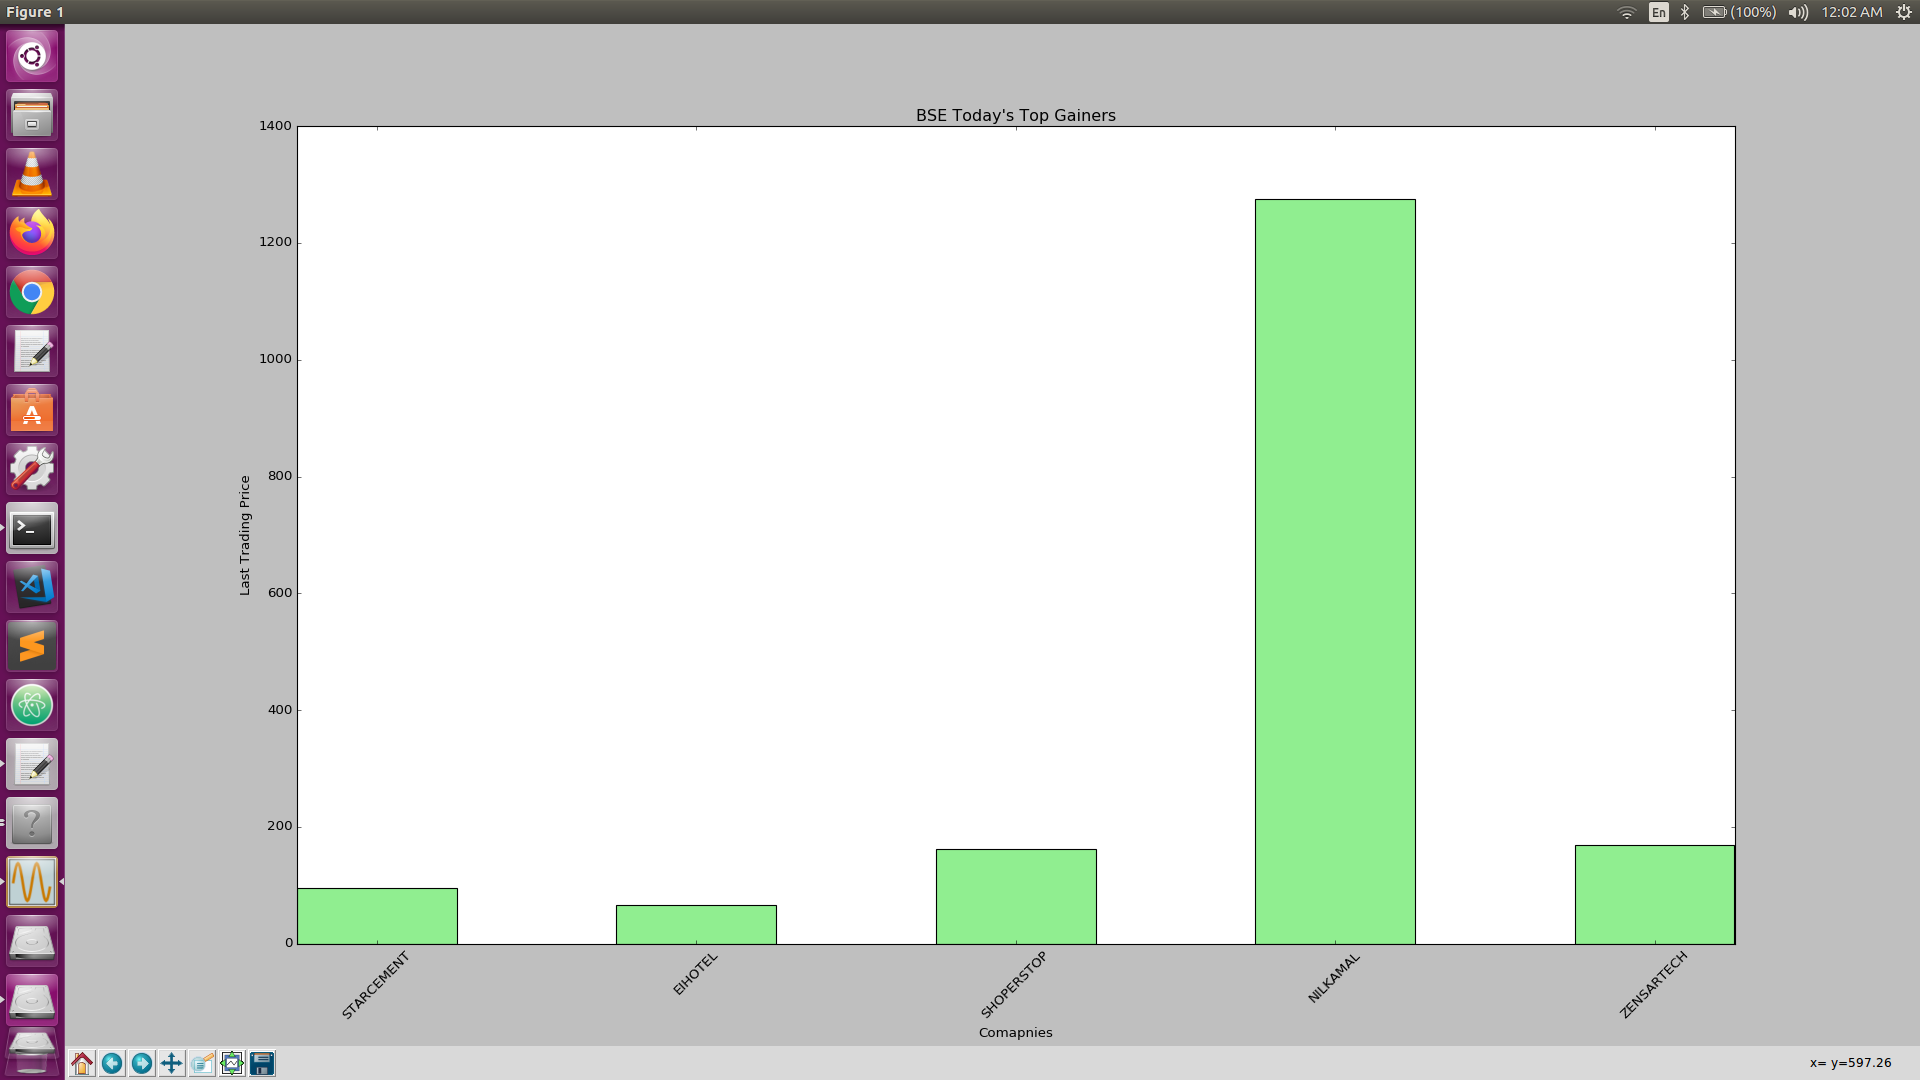 Figure 1
En
(100%)
12:02 AM
BSE Today's Top Gainers
1400
1200
1000
800
600
400
200
0
Last Trading Price
STARCEMENT
EIHOTEL
SHOPERSTOP
NILKAMAL
ZENSARTECH
Comapnies
x= y=597.26